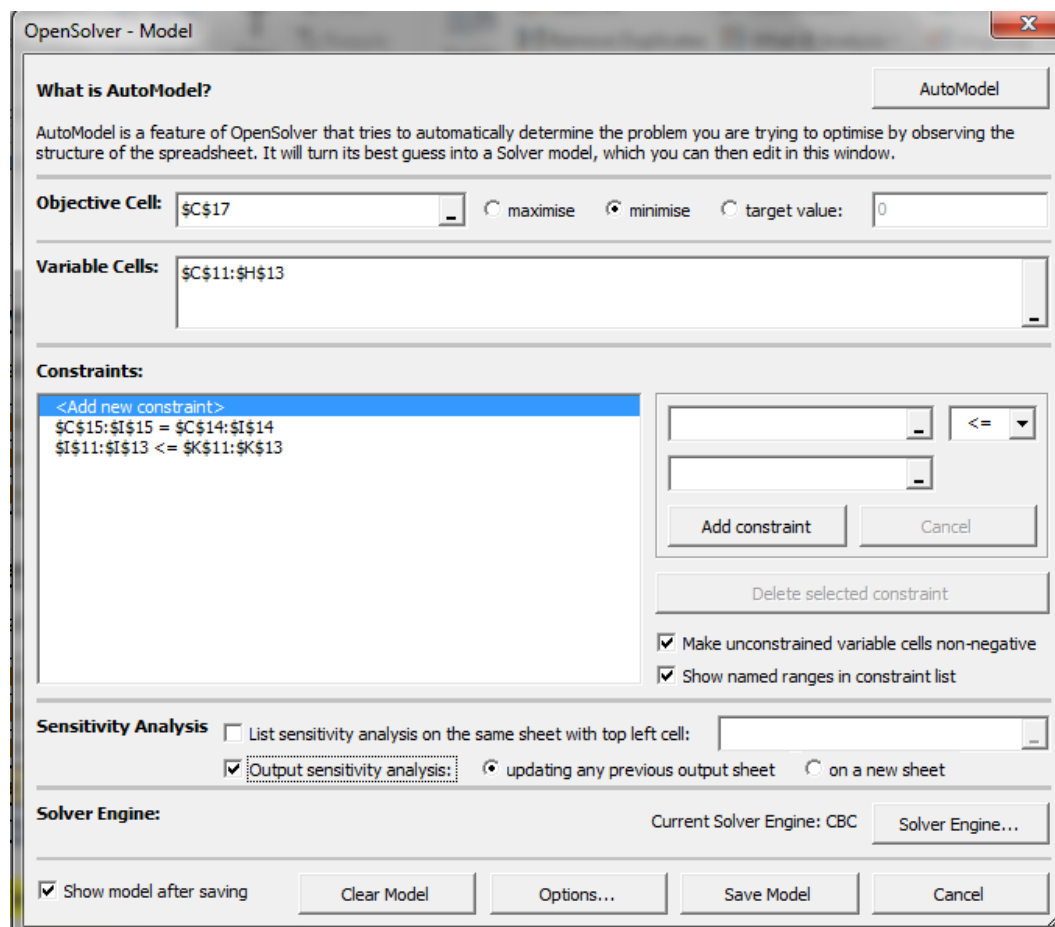 OpenSolver - Model
What is AutoModel?
AutoModel
AutoModel is a feature of OpenSolver that tries to automatically determine the problem you are trying to optimise by observing the
structure of the spreadsheet. It will turn its best guess into a Solver model, which you can then edit in this window.
Objective Cell:
$C$17
maximise
minimise
target value:
0
Variable Cells:
$C$11:$H$13
Constraints:
<Add new constraint>
$C$15:$I$15 = $C$14:$I$14
$I$11:$I$13 <= $K$11:$K$13
<=
Add constraint
Cancel
Delete selected constraint
Make unconstrained variable cells non-negative
Show named ranges in constraint list
Sensitivity Analysis
List sensitivity analysis on the same sheet with top left cell:
Output sensitivity analysis:
updating any previous output sheet
on a new sheet
Solver Engine:
Current Solver Engine: CBC
Solver Engine...
Show model after saving
Clear Model
Options...
Save Model
Cancel